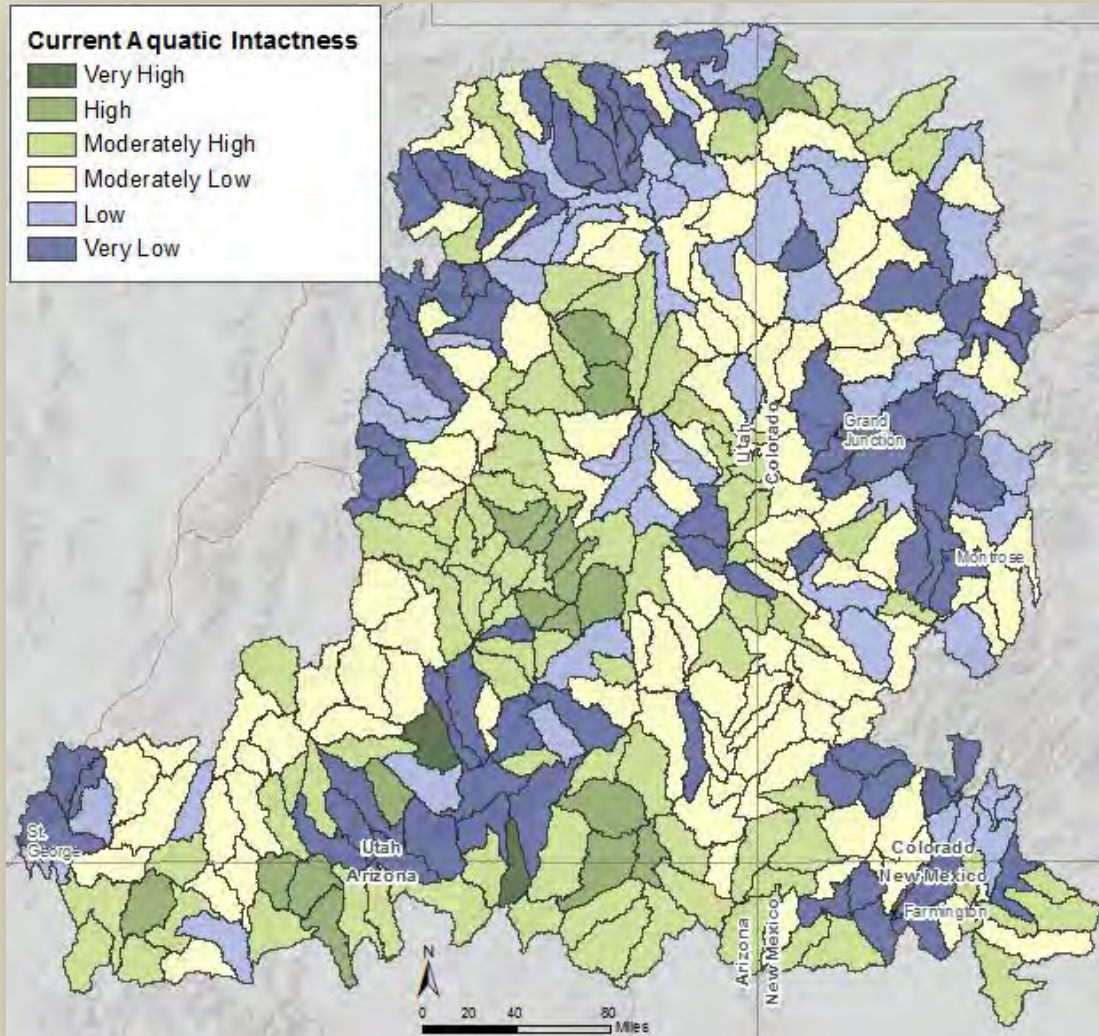 Current Aquatic Intactness
Very High
High
Moderately High
Moderately Low
Low
Very Low
Utah
Colorado
Grand
Junction
Montrose
St.
George
Utah
Arizona
Colorado
New Mexico
Farmington
Arizona
New Mexico
N
0 20 40 80
Miles